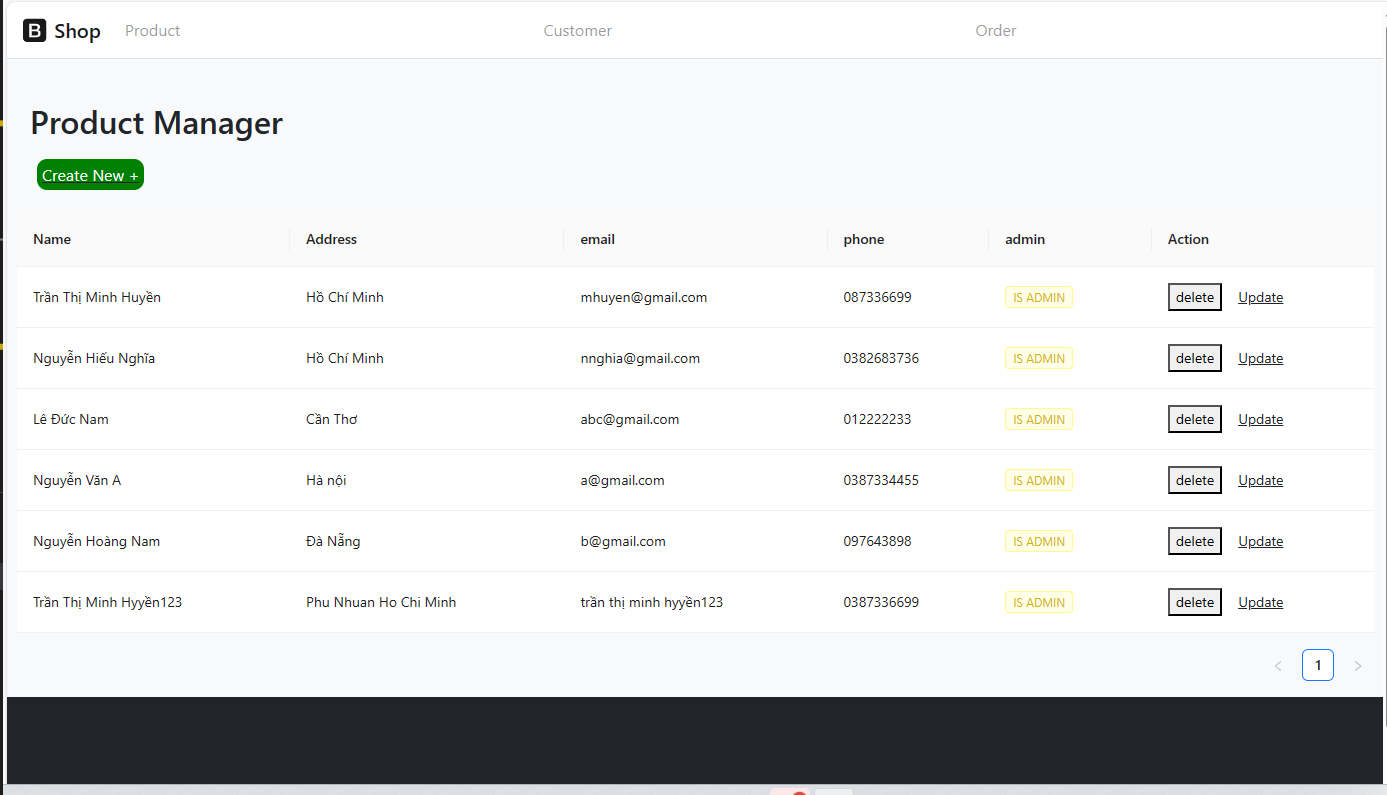 B Shop Product Customer Order
Product Manager
Create New +
Name Address email phone admin Action
Trần Thị Minh Huyền Hồ Chí Minh mhuyen@gmail.com 087336699 IS ADMIN delete Update
Nguyễn Hiếu Nghĩa Hồ Chí Minh nnghia@gmail.com 0382683736 IS ADMIN delete Update
Lê Đức Nam Cần Thơ abc@gmail.com 012222233 IS ADMIN delete Update
Nguyễn Văn A Hà nội a@gmail.com 0387334455 IS ADMIN delete Update
Nguyễn Hoàng Nam Đà Nẵng b@gmail.com 097643898 IS ADMIN delete Update
Trần Thị Minh Hyyền123 Phu Nhuan Ho Chi Minh trần thị minh hyyền123 0387336699 IS ADMIN delete Update
< 1 >